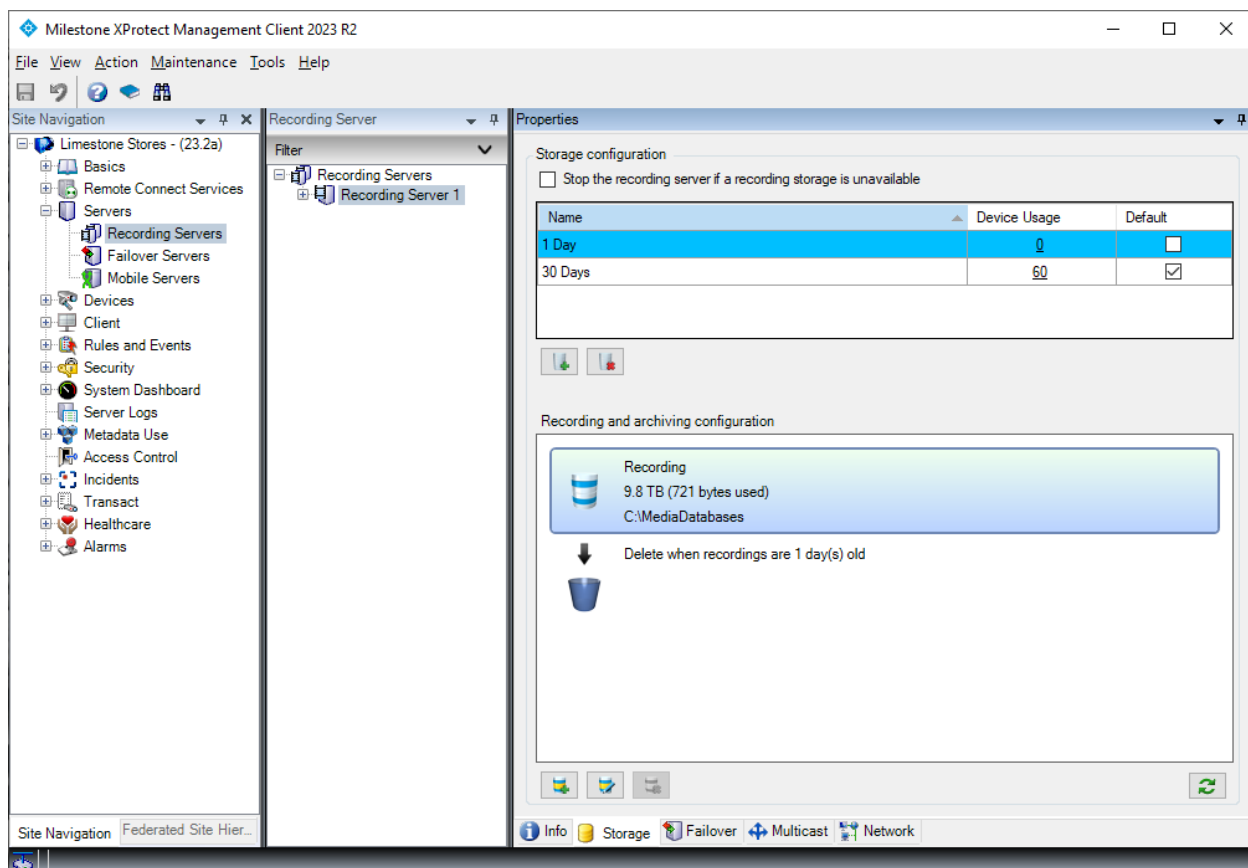 Milestone XProtect Management Client 2023 R2
File View Action Maintenance Tools Help
Site Navigation
Limestone Stores - (23.2a)
Basics
Remote Connect Services
Servers
Recording Servers
Failover Servers
Mobile Servers
Devices
Client
Rules and Events
Security
System Dashboard
Server Logs
Metadata Use
Access Control
Incidents
Transact
Healthcare
Alarms
Site Navigation Federated Site Hier...
Recording Server
Filter
Recording Servers
Recording Server 1
Properties
Storage configuration
Stop the recording server if a recording storage is unavailable
Name Device Usage Default
1 Day 0
30 Days 60
Recording and archiving configuration
Recording
9.8 TB (721 bytes used)
C:\MediaDatabases
Delete when recordings are 1 day(s) old
Info Storage Failover Multicast Network